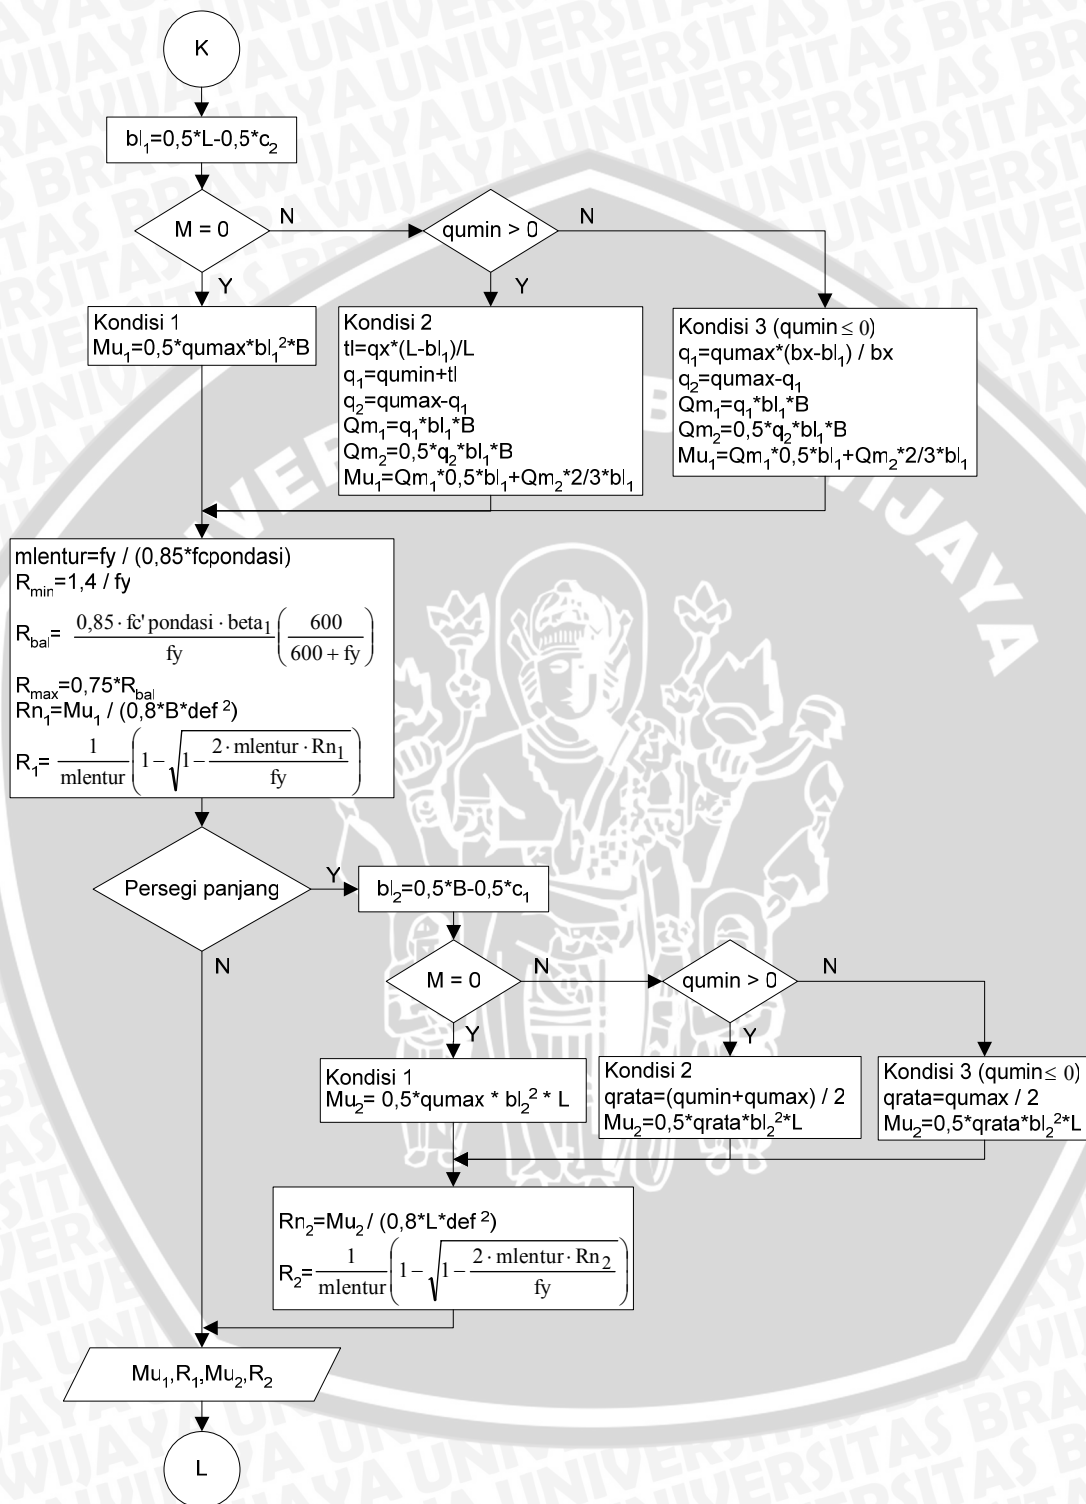 K
bl₁=0,5*L-0,5*c₂
M = 0
N
qumin > 0
N
Y
Y
Kondisi 1
Mu₁=0,5*qumax*bl₁²*B
Kondisi 2
tl=qx*(L-bl₁)/L
q₁=qumin+tl
q₂=qumax-q₁
Qm₁=q₁*bl₁*B
Qm₂=0,5*q₂*bl₁*B
Mu₁=Qm₁*0,5*bl₁+Qm₂*2/3*bl₁
Kondisi 3 (qumin≤ 0)
q₁=qumax*(bx-bl₁) / bx
q₂=qumax-q₁
Qm₁=q₁*bl₁*B
Qm₂=0,5*q₂*bl₁*B
Mu₁=Qm₁*0,5*bl₁+Qm₂*2/3*bl₁
mlentur=fy / (0,85*fcpondasi)
R_min=1,4 / fy
R_bal= (0,85 · fc' pondasi · beta₁)/fy (600/(600 + fy))
R_max=0,75*R_bal
Rn₁=Mu₁ / (0,8*B*def ²)
R₁= 1/mlentur (1 − √(1 − (2 · mlentur · Rn₁)/fy))
Persegi panjang
Y
bl₂=0,5*B-0,5*c₁
N
M = 0
N
qumin > 0
N
Y
Y
Kondisi 1
Mu₂= 0,5*qumax * bl₂² * L
Kondisi 2
qrata=(qumin+qumax) / 2
Mu₂=0,5*qrata*bl₂²*L
Kondisi 3 (qumin≤ 0)
qrata=qumax / 2
Mu₂=0,5*qrata*bl₂²*L
Rn₂=Mu₂ / (0,8*L*def ²)
R₂= 1/mlentur (1 − √(1 − (2 · mlentur · Rn₂)/fy))
Mu₁,R₁,Mu₂,R₂
L